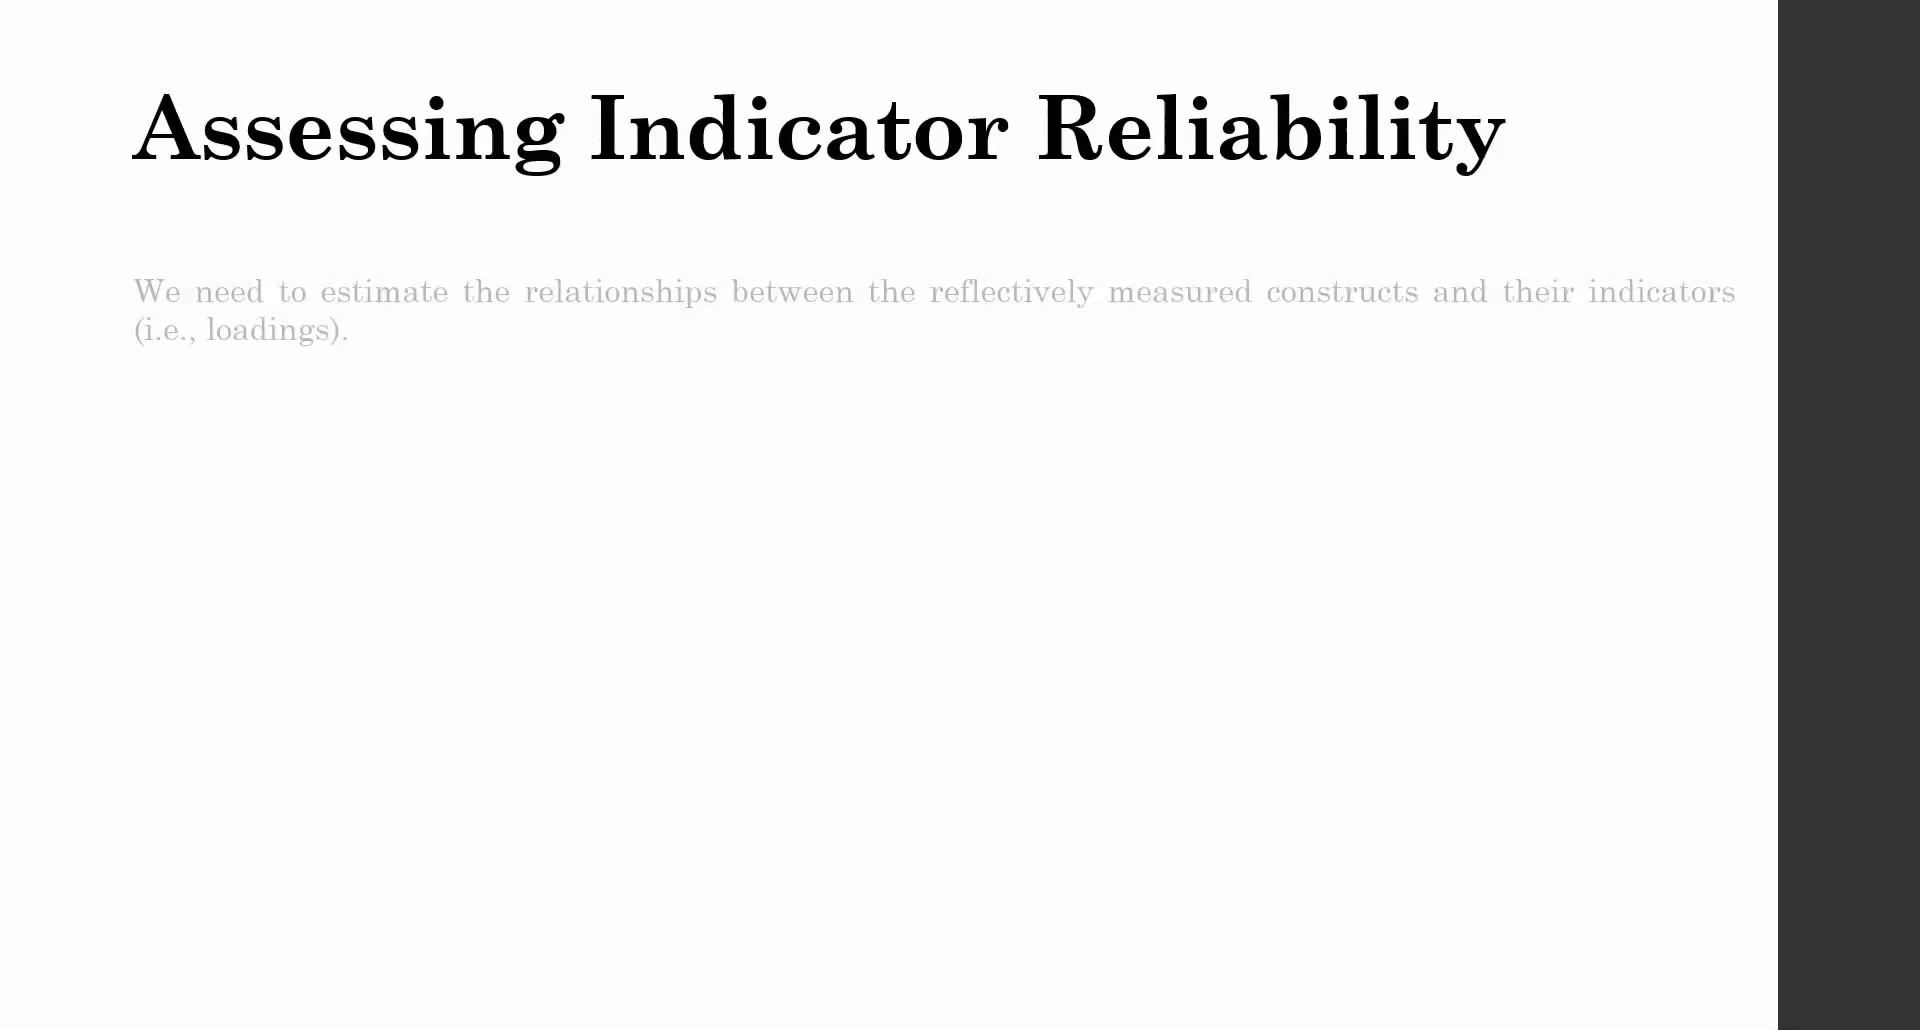 Assessing Indicator Reliability
We need to estimate the relationships between the reflectively measured constructs and their indicators
(i.e., loadings).